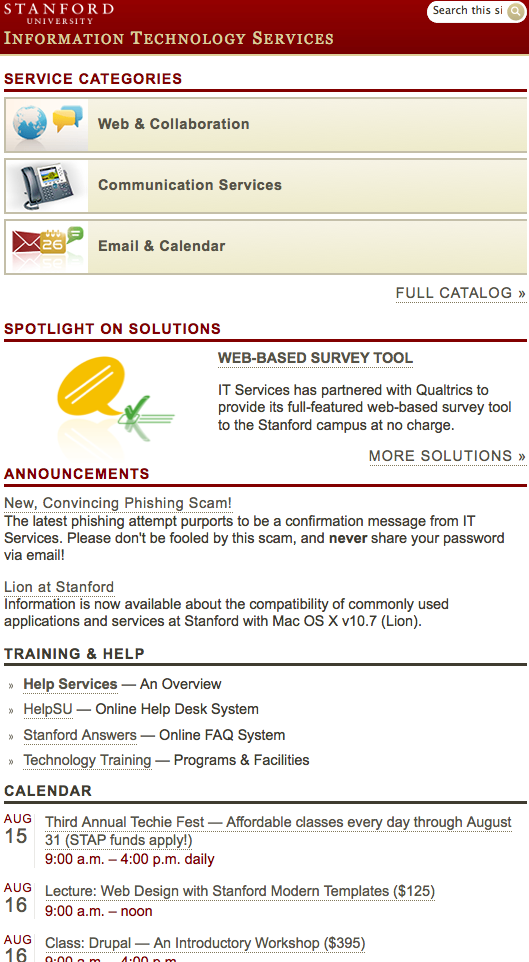 STANFORD
UNIVERSITY
INFORMATION TECHNOLOGY SERVICES
Search this si
SERVICE CATEGORIES
Web & Collaboration
Communication Services
26
Email & Calendar
FULL CATALOG »
SPOTLIGHT ON SOLUTIONS
WEB-BASED SURVEY TOOL
IT Services has partnered with Qualtrics to
provide its full-featured web-based survey tool
to the Stanford campus at no charge.
MORE SOLUTIONS »
ANNOUNCEMENTS
New, Convincing Phishing Scam!
The latest phishing attempt purports to be a confirmation message from IT
Services. Please don't be fooled by this scam, and never share your password
via email!
Lion at Stanford
Information is now available about the compatibility of commonly used
applications and services at Stanford with Mac OS X v10.7 (Lion).
TRAINING & HELP
» Help Services — An Overview
» HelpSU — Online Help Desk System
» Stanford Answers — Online FAQ System
» Technology Training — Programs & Facilities
CALENDAR
AUG
15
Third Annual Techie Fest — Affordable classes every day through August
31 (STAP funds apply!)
9:00 a.m. – 4:00 p.m. daily
AUG
16
Lecture: Web Design with Stanford Modern Templates ($125)
9:00 a.m. – noon
AUG
16
Class: Drupal — An Introductory Workshop ($395)
9:00 a.m. – 4:00 p.m.